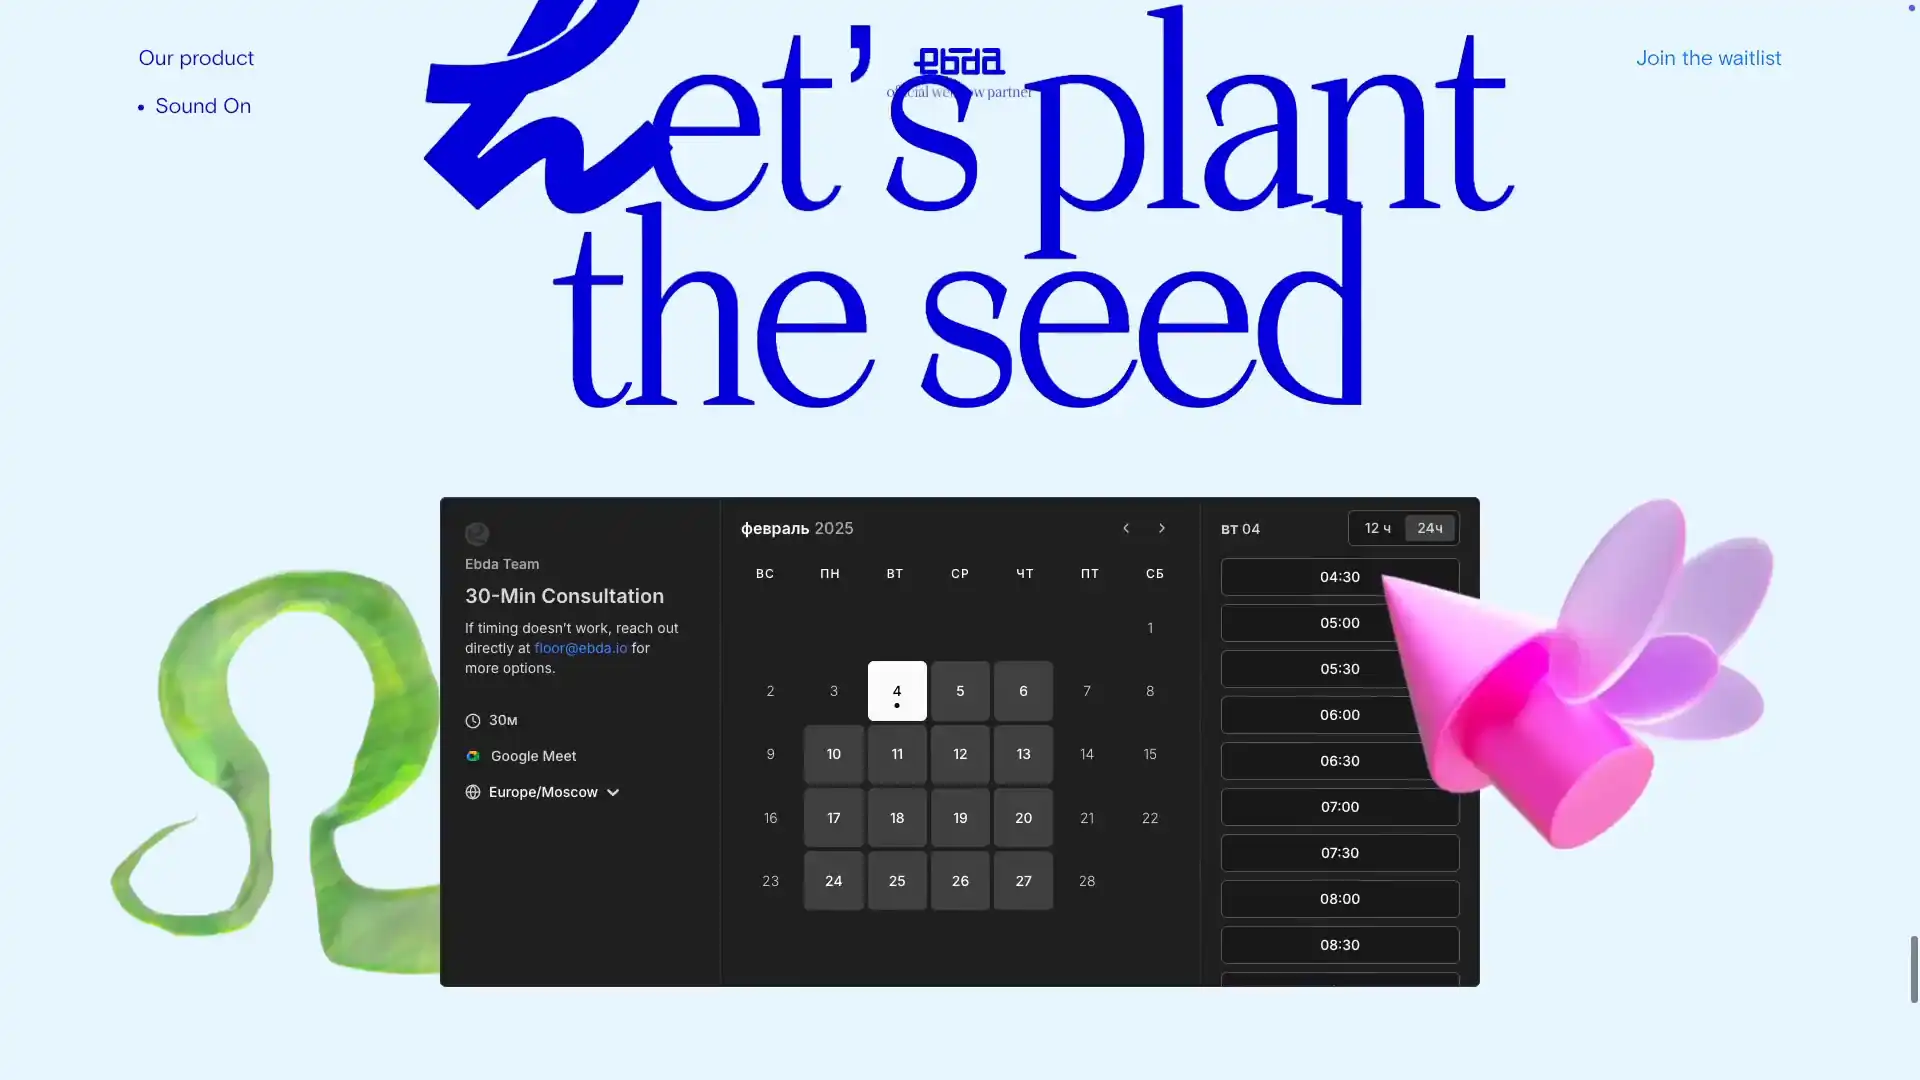 Our product
• Sound On
ebda
official webflow partner
Join the waitlist
Let’s plant
the seed
Ebda Team
30-Min Consultation
If timing doesn’t work, reach out
directly at floor@ebda.io for
more options.
30м
Google Meet
Europe/Moscow
февраль 2025
ВС ПН ВТ СР ЧТ ПТ СБ
1
2 3 4 5 6 7 8
9 10 11 12 13 14 15
16 17 18 19 20 21 22
23 24 25 26 27 28
вт 04
12 ч 24ч
04:30
05:00
05:30
06:00
06:30
07:00
07:30
08:00
08:30